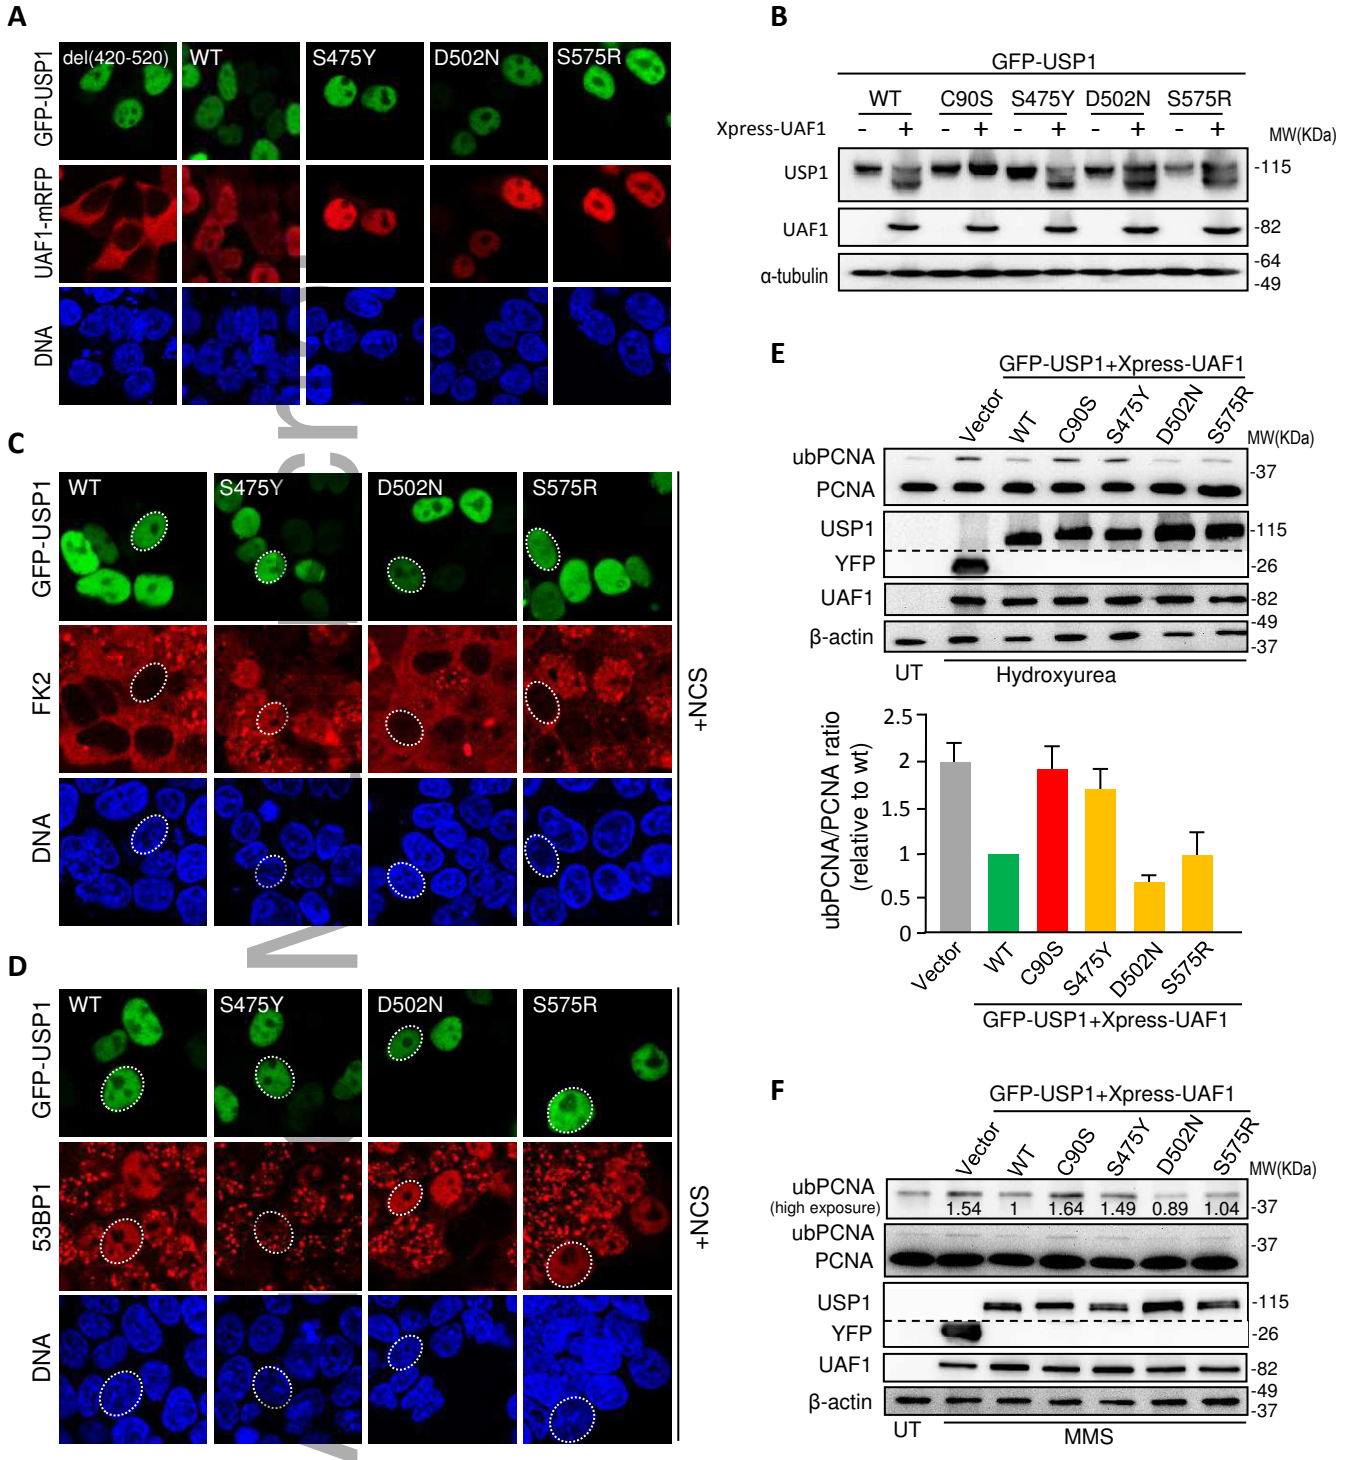 A
del(420-520) WT S475Y D502N S575R
GFP-USP1
UAF1-mRFP
DNA
B
GFP-USP1
WT C90S S475Y D502N S575R
Xpress-UAF1 - + - + - + - + - + MW(KDa)
USP1 -115
UAF1 -82
α-tubulin -64
-49
C
WT S475Y D502N S575R
GFP-USP1
FK2
DNA
+NCS
D
WT S475Y D502N S575R
GFP-USP1
53BP1
DNA
+NCS
E
GFP-USP1+Xpress-UAF1
Vector WT C90S S475Y D502N S575R MW(KDa)
ubPCNA -37
PCNA
USP1 -115
YFP -26
UAF1 -82
-49
β-actin -37
UT Hydroxyurea
ubPCNA/PCNA ratio
(relative to wt)
2.5
2
1.5
1
0.5
0
Vector WT C90S S475Y D502N S575R
GFP-USP1+Xpress-UAF1
F
GFP-USP1+Xpress-UAF1
Vector WT C90S S475Y D502N S575R MW(KDa)
ubPCNA
(high exposure) 1.54 1 1.64 1.49 0.89 1.04 -37
ubPCNA -37
PCNA
USP1 -115
YFP -26
UAF1 -82
-49
β-actin -37
UT MMS